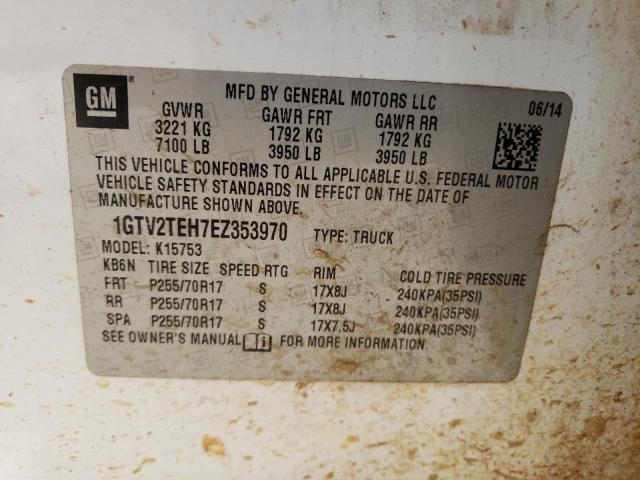 GM
MFD BY GENERAL MOTORS LLC
06/14
GVWR GAWR FRT GAWR RR
3221 KG 1792 KG 1792 KG
7100 LB 3950 LB 3950 LB
THIS VEHICLE CONFORMS TO ALL APPLICABLE U.S. FEDERAL MOTOR
VEHICLE SAFETY STANDARDS IN EFFECT ON THE DATE OF
MANUFACTURE SHOWN ABOVE.
1GTV2TEH7EZ353970 TYPE: TRUCK
MODEL: K15753
KB6N TIRE SIZE SPEED RTG RIM COLD TIRE PRESSURE
FRT P255/70R17 S 17X8J 240KPA(35PSI)
RR P255/70R17 S 17X8J 240KPA(35PSI)
SPA P255/70R17 S 17X7.5J 240KPA(35PSI)
SEE OWNER'S MANUAL FOR MORE INFORMATION.